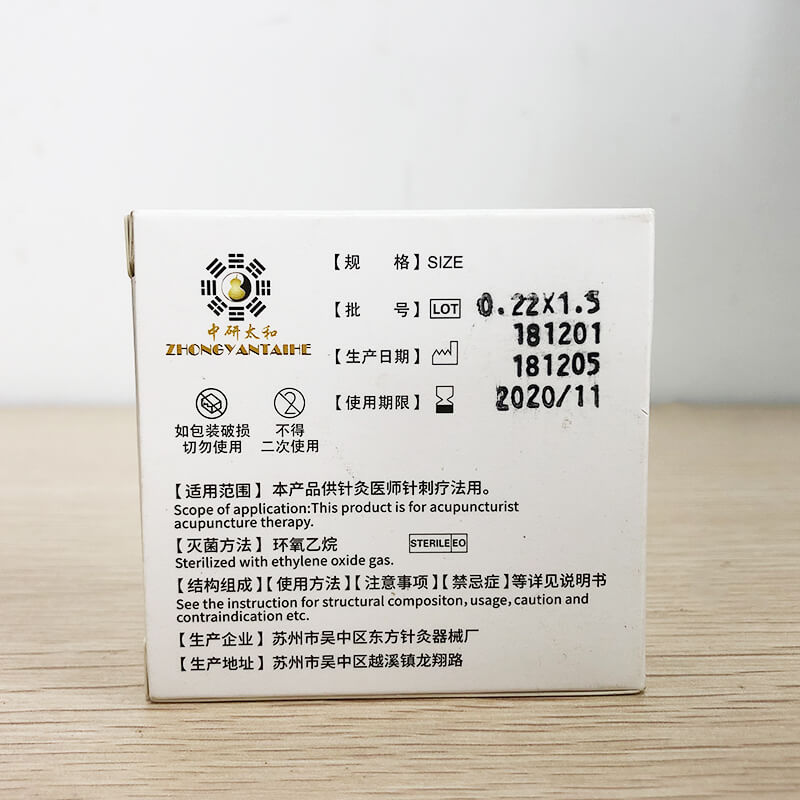 中研太和
ZHONGYANTAIHE
【规 格】SIZE 0.22X1.5
【批 号】LOT 181201
【生产日期】 181205
【使用期限】 2020/11
如包装破损
切勿使用
2
不得
二次使用
【适用范围】本产品供针灸医师针刺疗法用。
Scope of application:This product is for acupuncturist
acupuncture therapy.
【灭菌方法】环氧乙烷 STERILE EO
Sterilized with ethylene oxide gas.
【结构组成】【使用方法】【注意事项】【禁忌症】等详见说明书
See the instruction for structural compositon, usage, caution and
contraindication etc.
【生产企业】苏州市吴中区东方针灸器械厂
【生产地址】苏州市吴中区越溪镇龙翔路